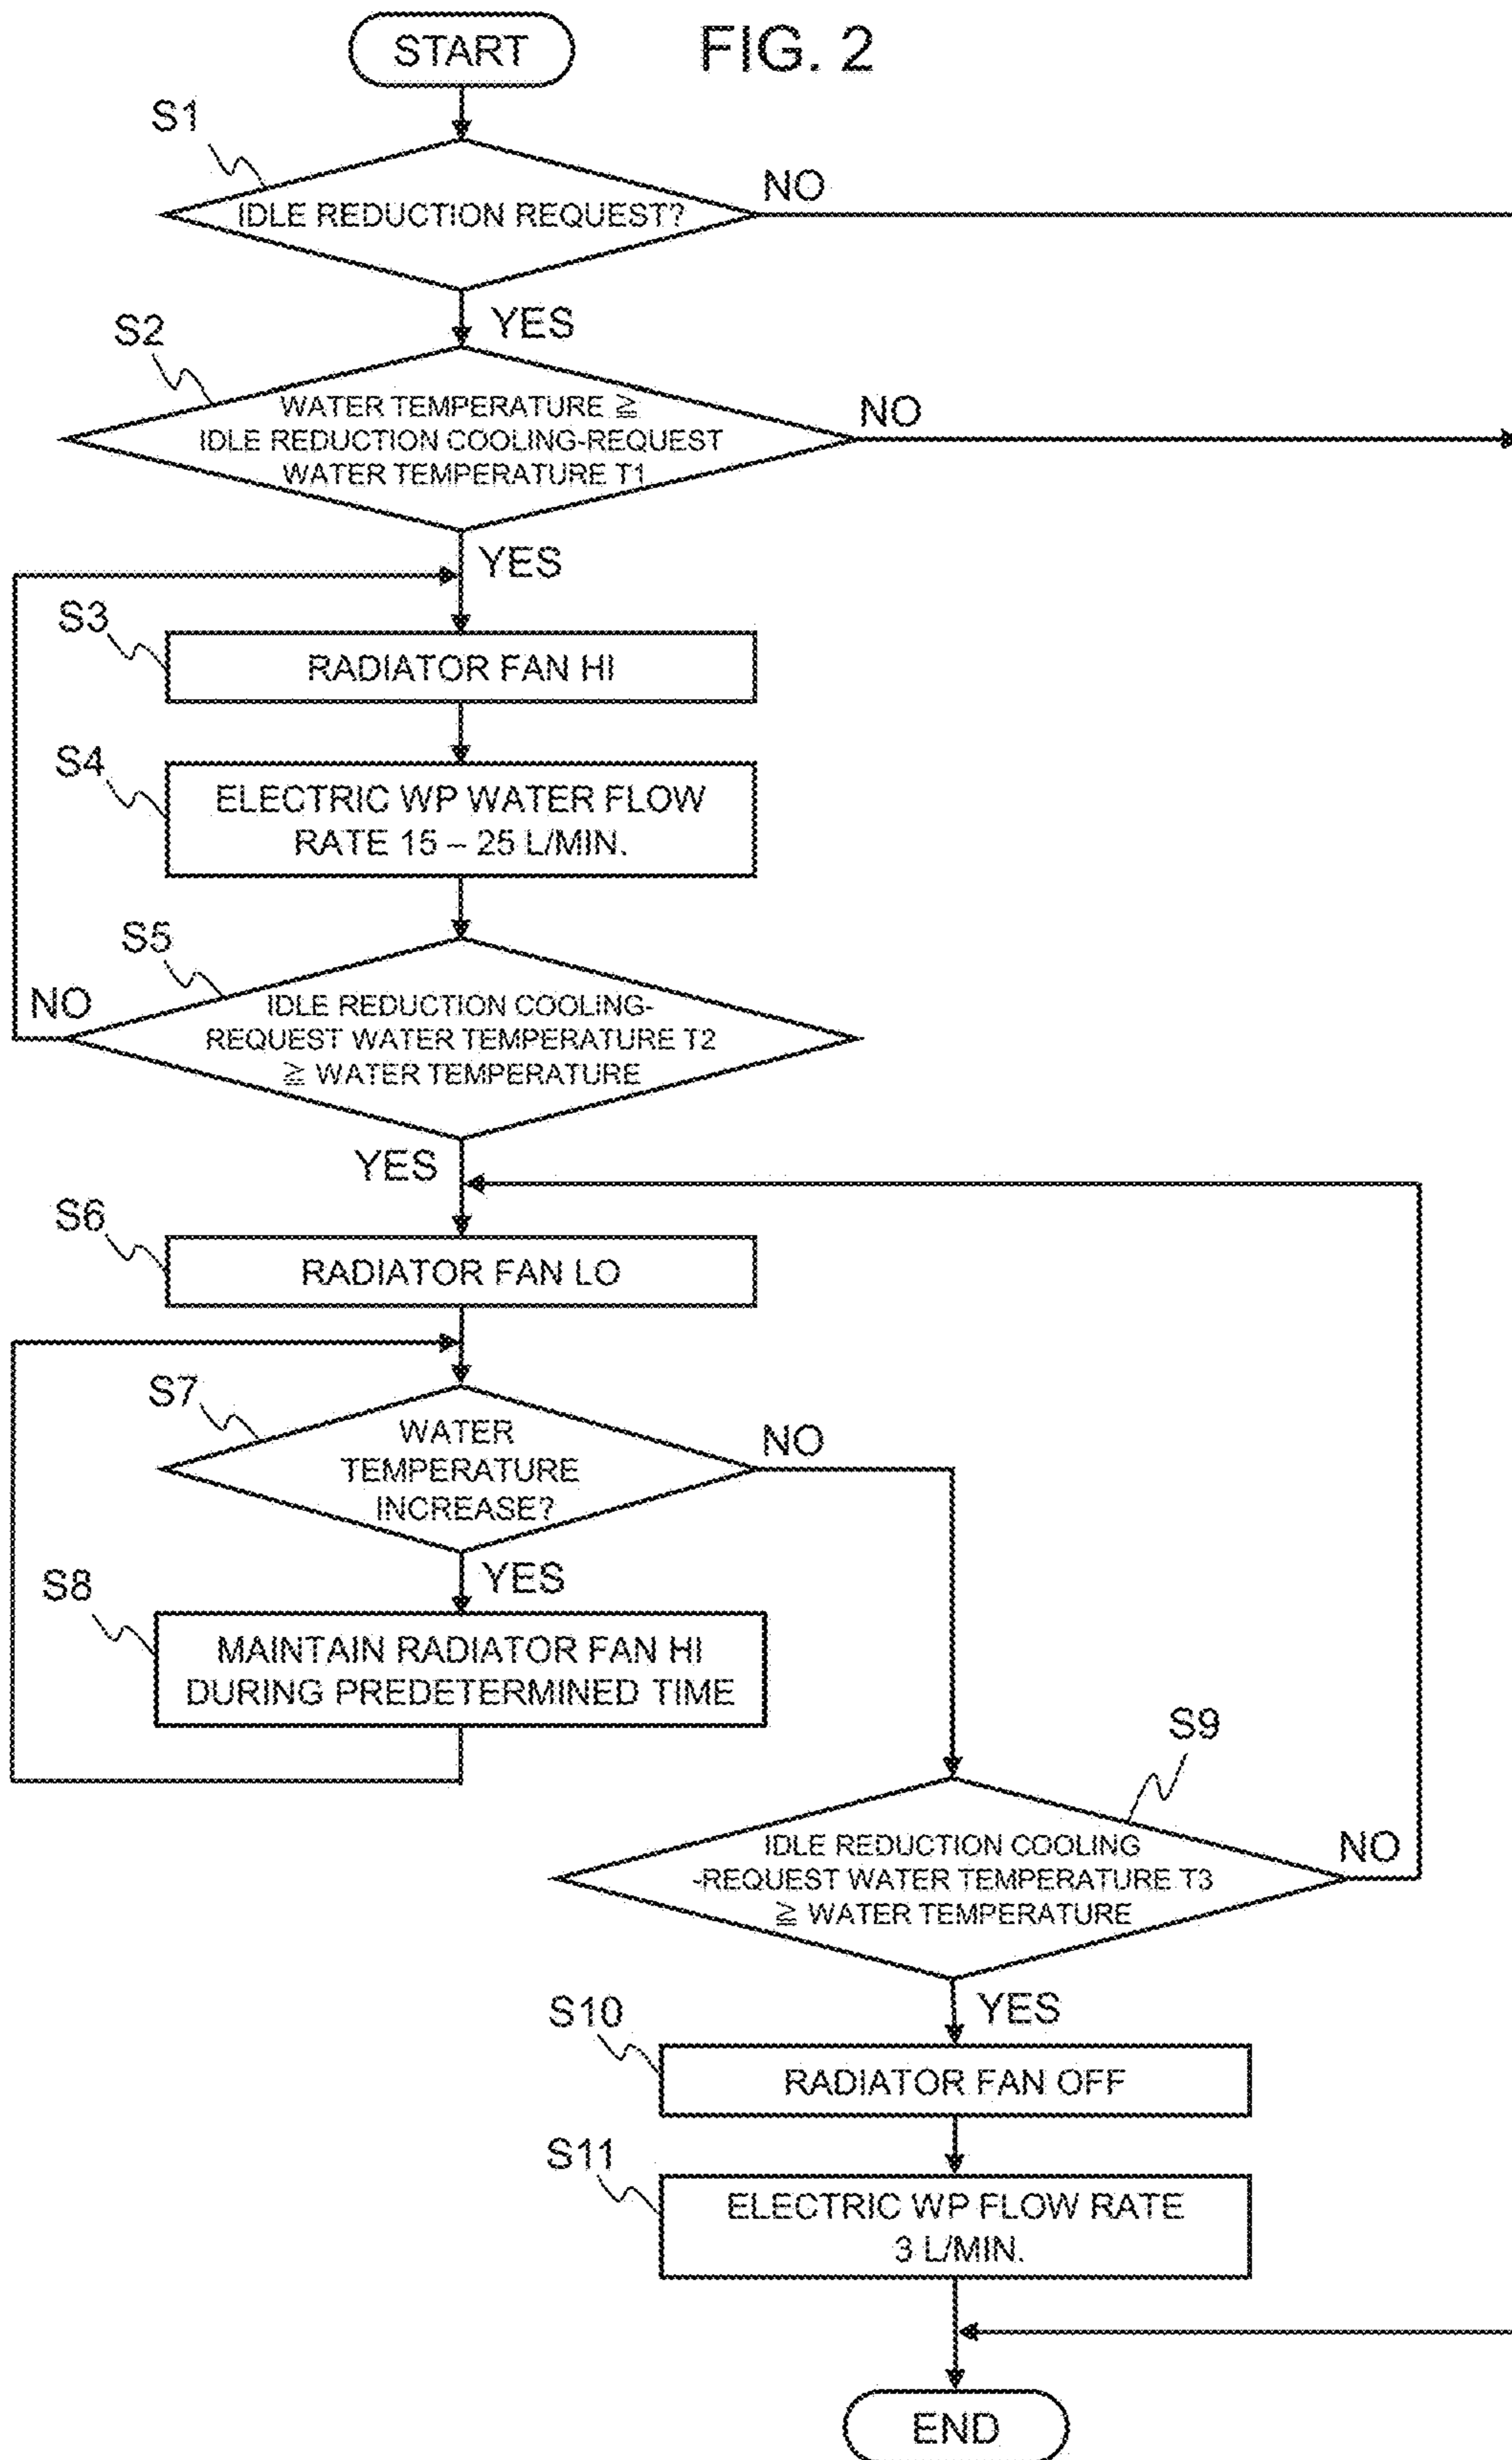 START
FIG. 2
S1
IDLE REDUCTION REQUEST?
NO
YES
S2
WATER TEMPERATURE ≧
IDLE REDUCTION COOLING-REQUEST
WATER TEMPERATURE T1
NO
YES
S3
RADIATOR FAN HI
S4
ELECTRIC WP WATER FLOW
RATE 15 – 25 L/MIN.
S5
IDLE REDUCTION COOLING-
REQUEST WATER TEMPERATURE T2
≧ WATER TEMPERATURE
NO
YES
S6
RADIATOR FAN LO
S7
WATER
TEMPERATURE
INCREASE?
NO
YES
S8
MAINTAIN RADIATOR FAN HI
DURING PREDETERMINED TIME
S9
IDLE REDUCTION COOLING
-REQUEST WATER TEMPERATURE T3
≧ WATER TEMPERATURE
NO
YES
S10
RADIATOR FAN OFF
S11
ELECTRIC WP FLOW RATE
3 L/MIN.
END